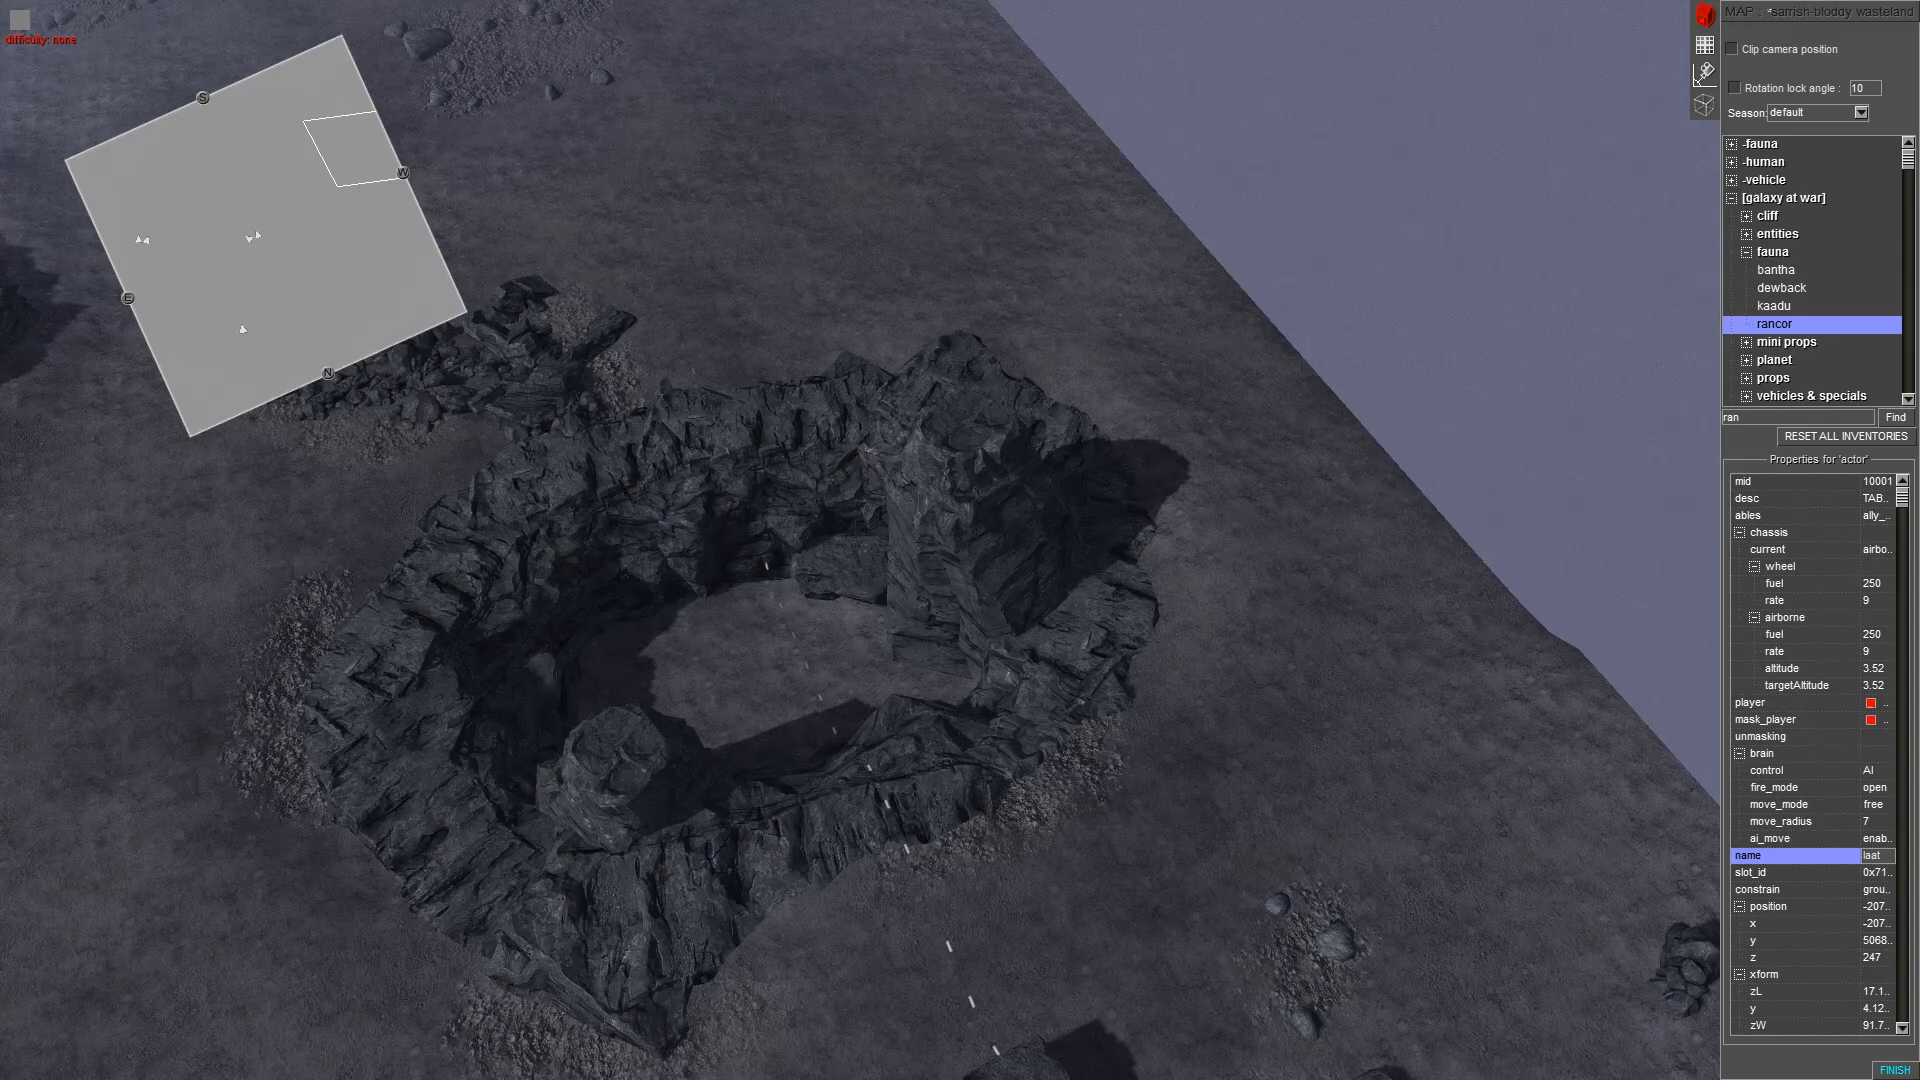 difficulty: none
S
W
E
N
MAP : *sarrish-bloddy wasteland
Clip camera position
Rotation lock angle : 10
Season: default
-fauna
-human
-vehicle
[galaxy at war]
cliff
entities
fauna
bantha
dewback
kaadu
rancor
mini props
planet
props
vehicles & specials
ran Find
RESET ALL INVENTORIES
Properties for 'actor'
mid 10001
desc TAB..
ables ally_..
chassis
current airbo..
wheel
fuel 250
rate 9
airborne
fuel 250
rate 9
altitude 3.52
targetAltitude 3.52
player ..
mask_player ..
unmasking
brain
control AI
fire_mode open
move_mode free
move_radius 7
ai_move enab..
name laat
slot_id 0x71..
constrain grou..
position -207..
x -207..
y 5068..
z 247
xform
zL 17.1..
y 4.12..
zW 91.7..
FINISH